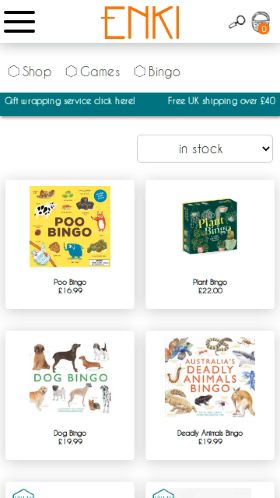 ENKI
0
Shop Games Bingo
Gift wrapping service click here! Free UK shipping over £40
in stock
POO
BINGO
Plant
Bingo
Poo Bingo
£16.99
Plant Bingo
£22.00
DOG BINGO
AUSTRALIA'S
DEADLY
ANIMALS
BINGO
Dog Bingo
£19.99
Deadly Animals Bingo
£19.99